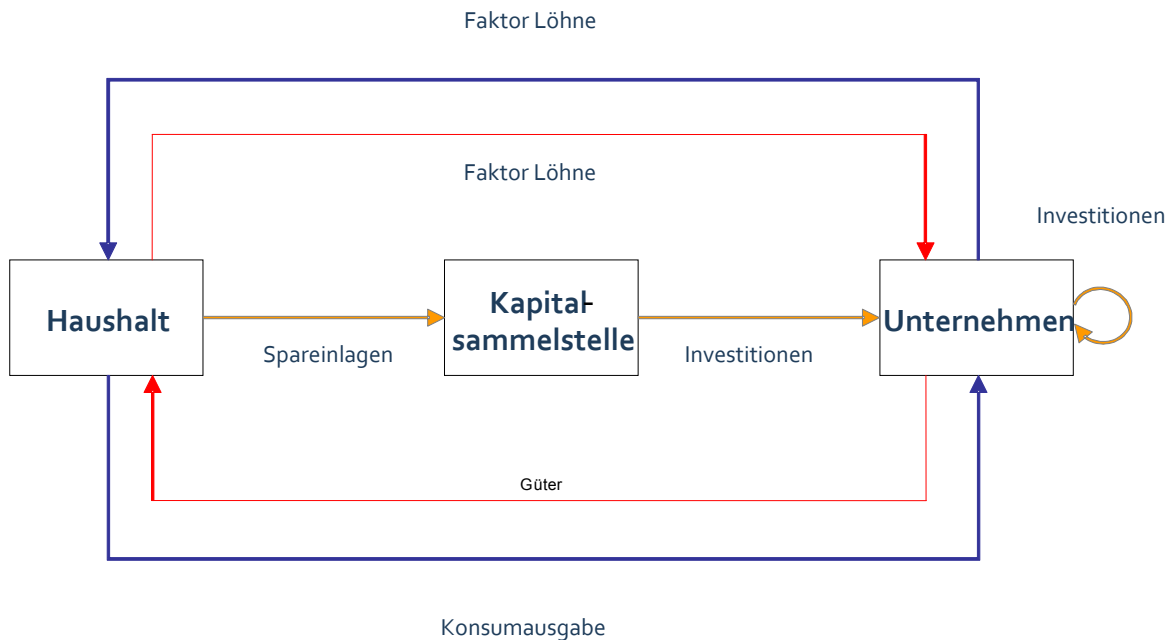 Faktor Löhne
Faktor Löhne
Investitionen
Haushalt
Kapital-
sammelstelle
Unternehmen
Spareinlagen
Investitionen
Güter
Konsumausgabe